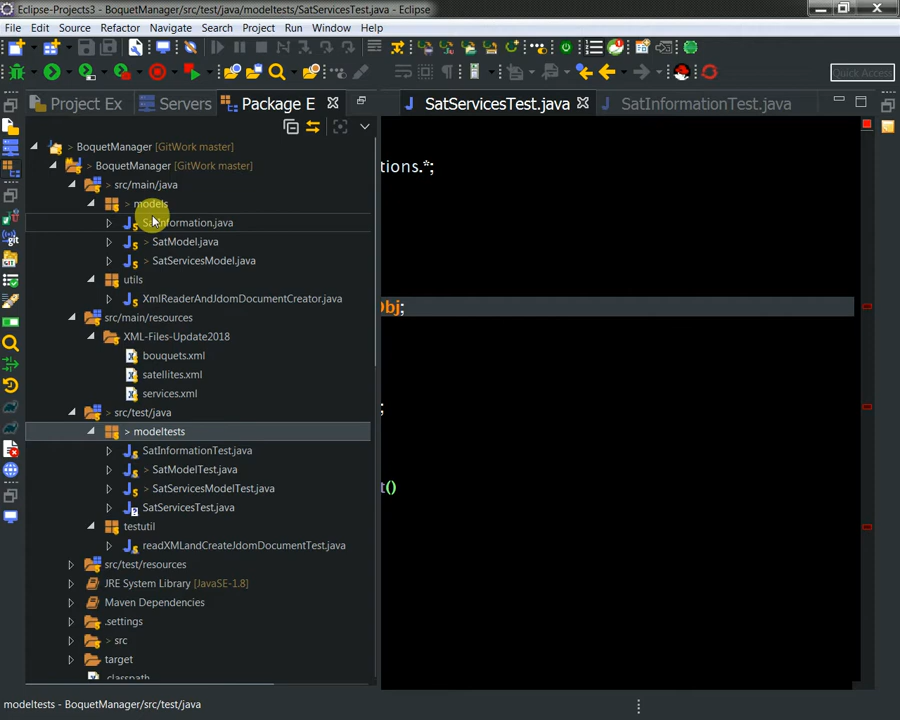 Eclipse-Projects3 - BoquetManager/src/test/java/modeltests/SatServicesTest.java - Eclipse
File Edit Source Refactor Navigate Search Project Run Window Help
Quick Access
Project Ex Servers Package E SatServicesTest.java SatInformationTest.java
> BoquetManager [GitWork master]
> BoquetManager [GitWork master]
> src/main/java
> models
SatInformation.java
> SatModel.java
> SatServicesModel.java
utils
XmlReaderAndJdomDocumentCreator.java
src/main/resources
XML-Files-Update2018
bouquets.xml
satellites.xml
services.xml
> src/test/java
> modeltests
SatInformationTest.java
> SatModelTest.java
> SatServicesModelTest.java
SatServicesTest.java
testutil
readXMLandCreateJdomDocumentTest.java
src/test/resources
JRE System Library [JavaSE-1.8]
Maven Dependencies
.settings
> src
target
.classpath
tions.*;
Obj;
;
t()
modeltests - BoquetManager/src/test/java